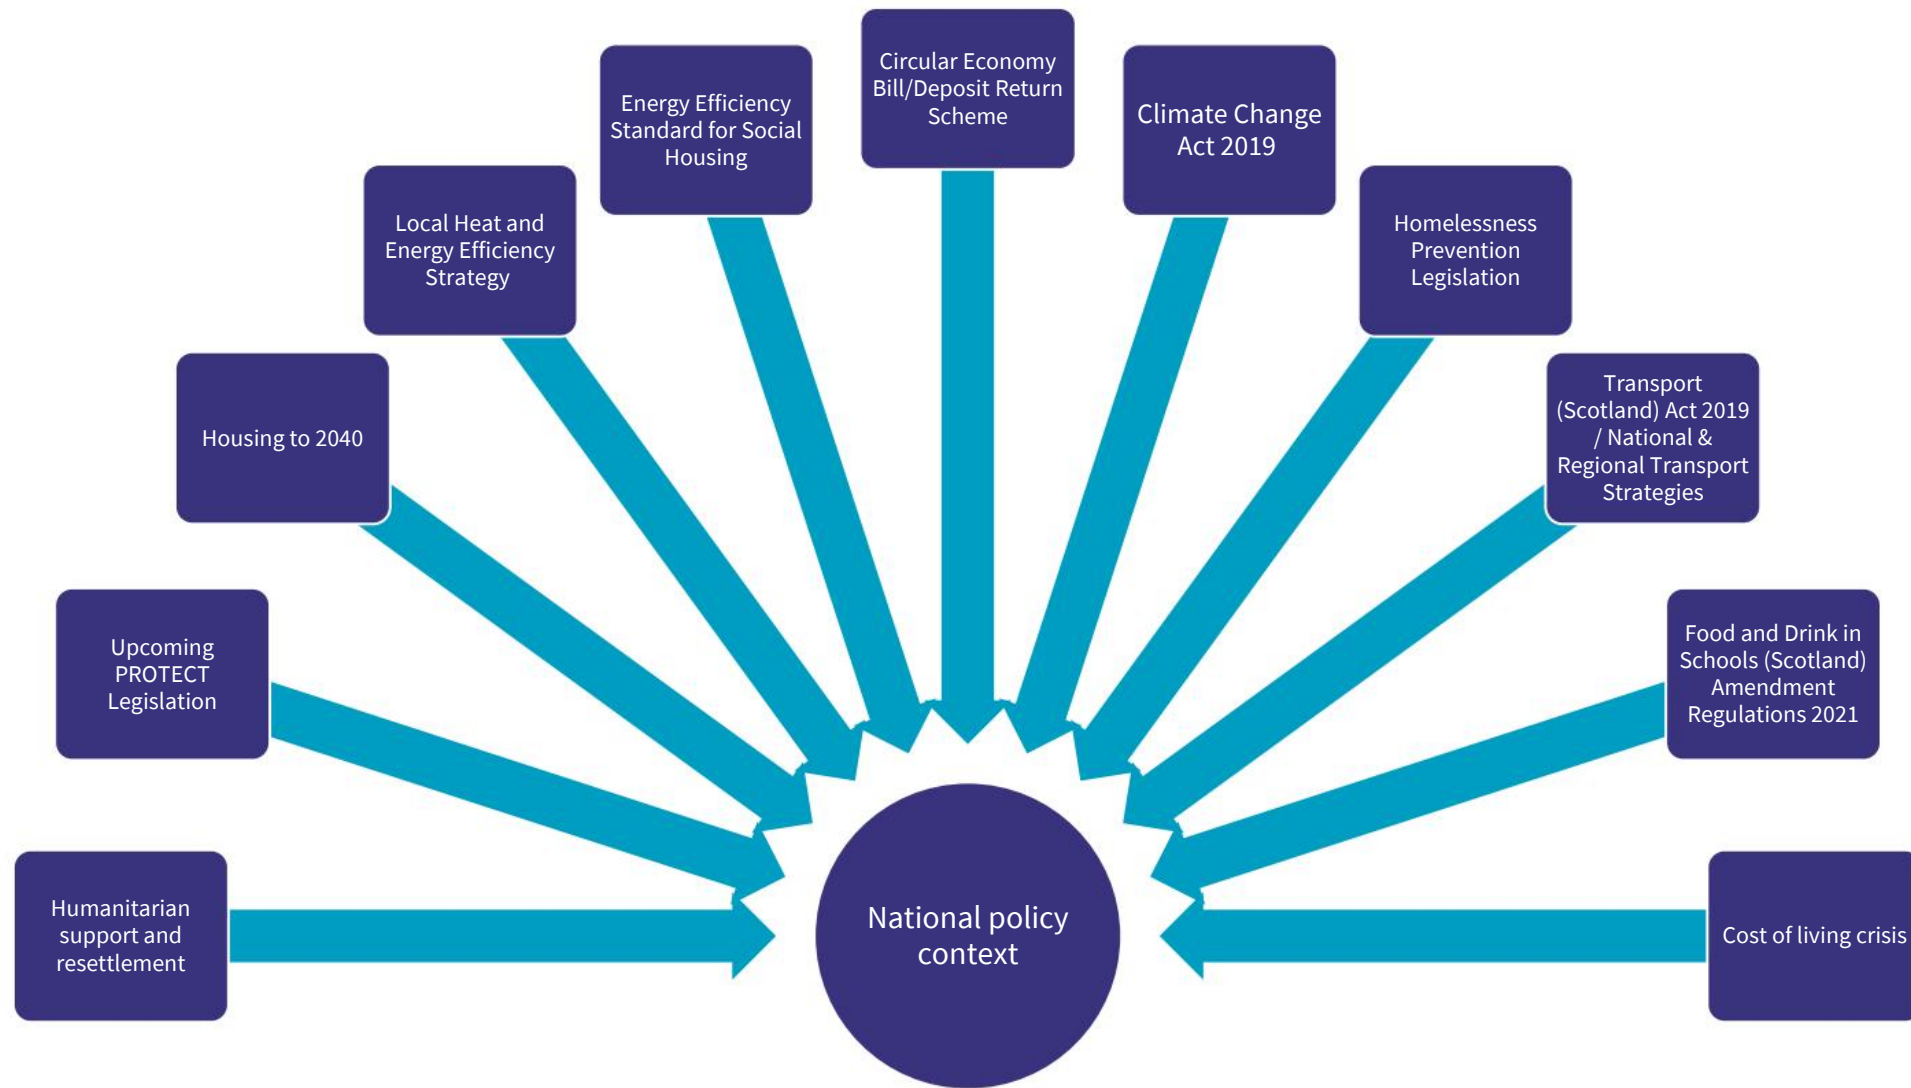 Circular Economy
Bill/Deposit Return
Scheme
Energy Efficiency
Standard for Social
Housing
Climate Change
Act 2019
Local Heat and
Energy Efficiency
Strategy
Homelessness
Prevention
Legislation
Housing to 2040
Transport
(Scotland) Act 2019
/ National &
Regional Transport
Strategies
Upcoming
PROTECT
Legislation
Food and Drink in
Schools (Scotland)
Amendment
Regulations 2021
Humanitarian
support and
resettlement
National policy
context
Cost of living crisis